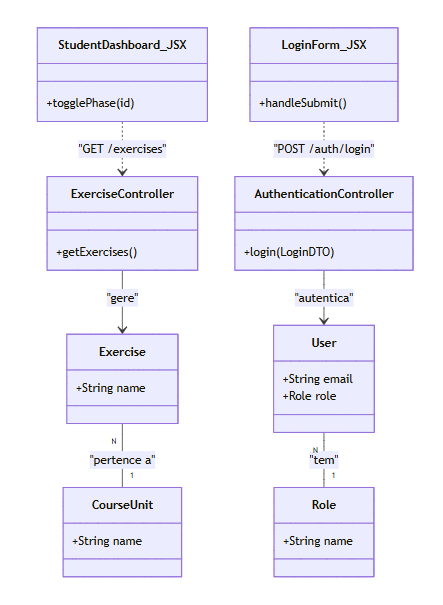 StudentDashboard_JSX
+togglePhase(id)
"GET /exercises"
ExerciseController
+getExercises()
"gere"
Exercise
+String name
N
"pertence a"
1
CourseUnit
+String name
LoginForm_JSX
+handleSubmit()
"POST /auth/login"
AuthenticationController
+login(LoginDTO)
"autentica"
User
+String email
+Role role
N
"tem"
1
Role
+String name